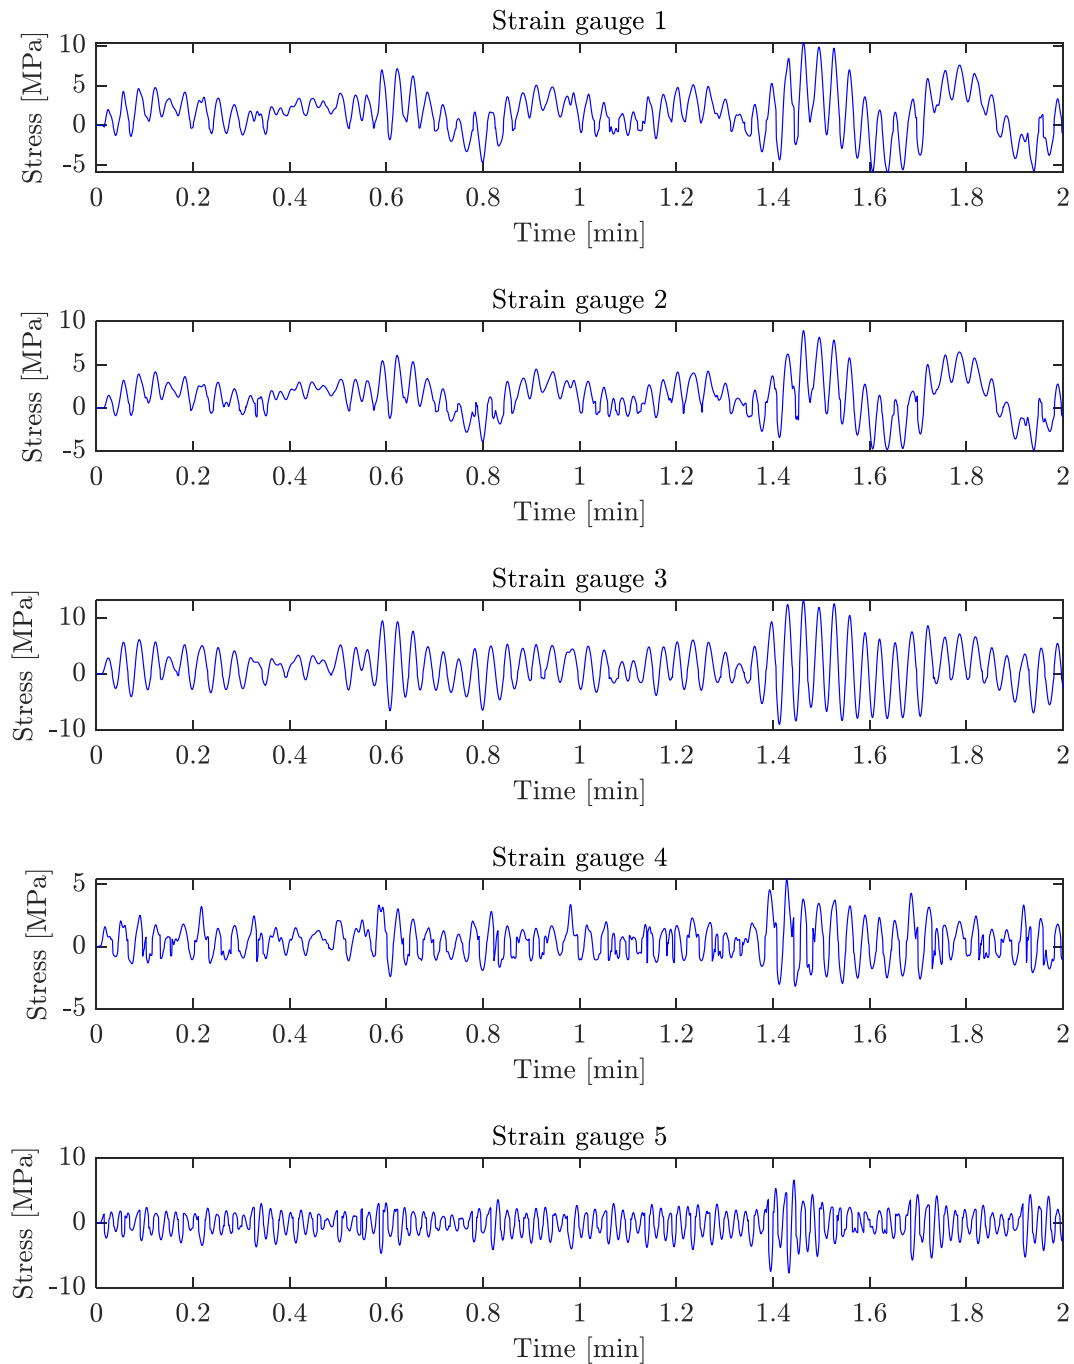 Strain gauge 1
Stress [MPa]
10
5
0
-5
0 0.2 0.4 0.6 0.8 1 1.2 1.4 1.6 1.8 2
Time [min]
Strain gauge 2
Stress [MPa]
10
5
0
-5
0 0.2 0.4 0.6 0.8 1 1.2 1.4 1.6 1.8 2
Time [min]
Strain gauge 3
Stress [MPa]
10
0
-10
0 0.2 0.4 0.6 0.8 1 1.2 1.4 1.6 1.8 2
Time [min]
Strain gauge 4
Stress [MPa]
5
0
-5
0 0.2 0.4 0.6 0.8 1 1.2 1.4 1.6 1.8 2
Time [min]
Strain gauge 5
Stress [MPa]
10
0
-10
0 0.2 0.4 0.6 0.8 1 1.2 1.4 1.6 1.8 2
Time [min]